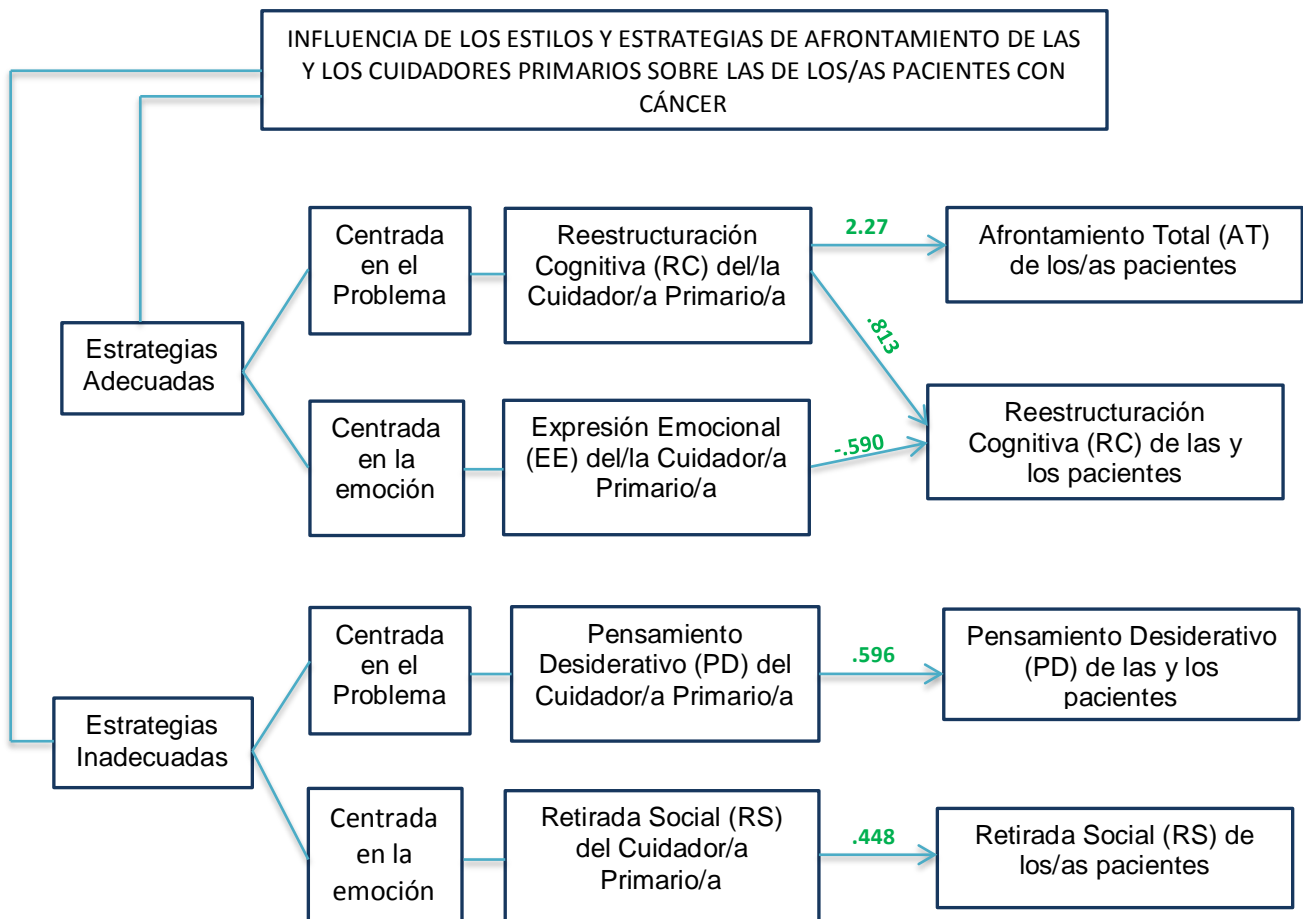 INFLUENCIA DE LOS ESTILOS Y ESTRATEGIAS DE AFRONTAMIENTO DE LAS
Y LOS CUIDADORES PRIMARIOS SOBRE LAS DE LOS/AS PACIENTES CON
CÁNCER
Estrategias
Adecuadas
Centrada
en el
Problema
Reestructuración
Cognitiva (RC) del/la
Cuidador/a Primario/a
2.27
Afrontamiento Total (AT)
de los/as pacientes
.813
Centrada
en la
emoción
Expresión Emocional
(EE) del/la Cuidador/a
Primario/a
-.590
Reestructuración
Cognitiva (RC) de las y
los pacientes
Estrategias
Inadecuadas
Centrada
en el
Problema
Pensamiento
Desiderativo (PD) del
Cuidador/a Primario/a
.596
Pensamiento Desiderativo
(PD) de las y los
pacientes
Centrada
en la
emoción
Retirada Social (RS)
del Cuidador/a
Primario/a
.448
Retirada Social (RS) de
los/as pacientes